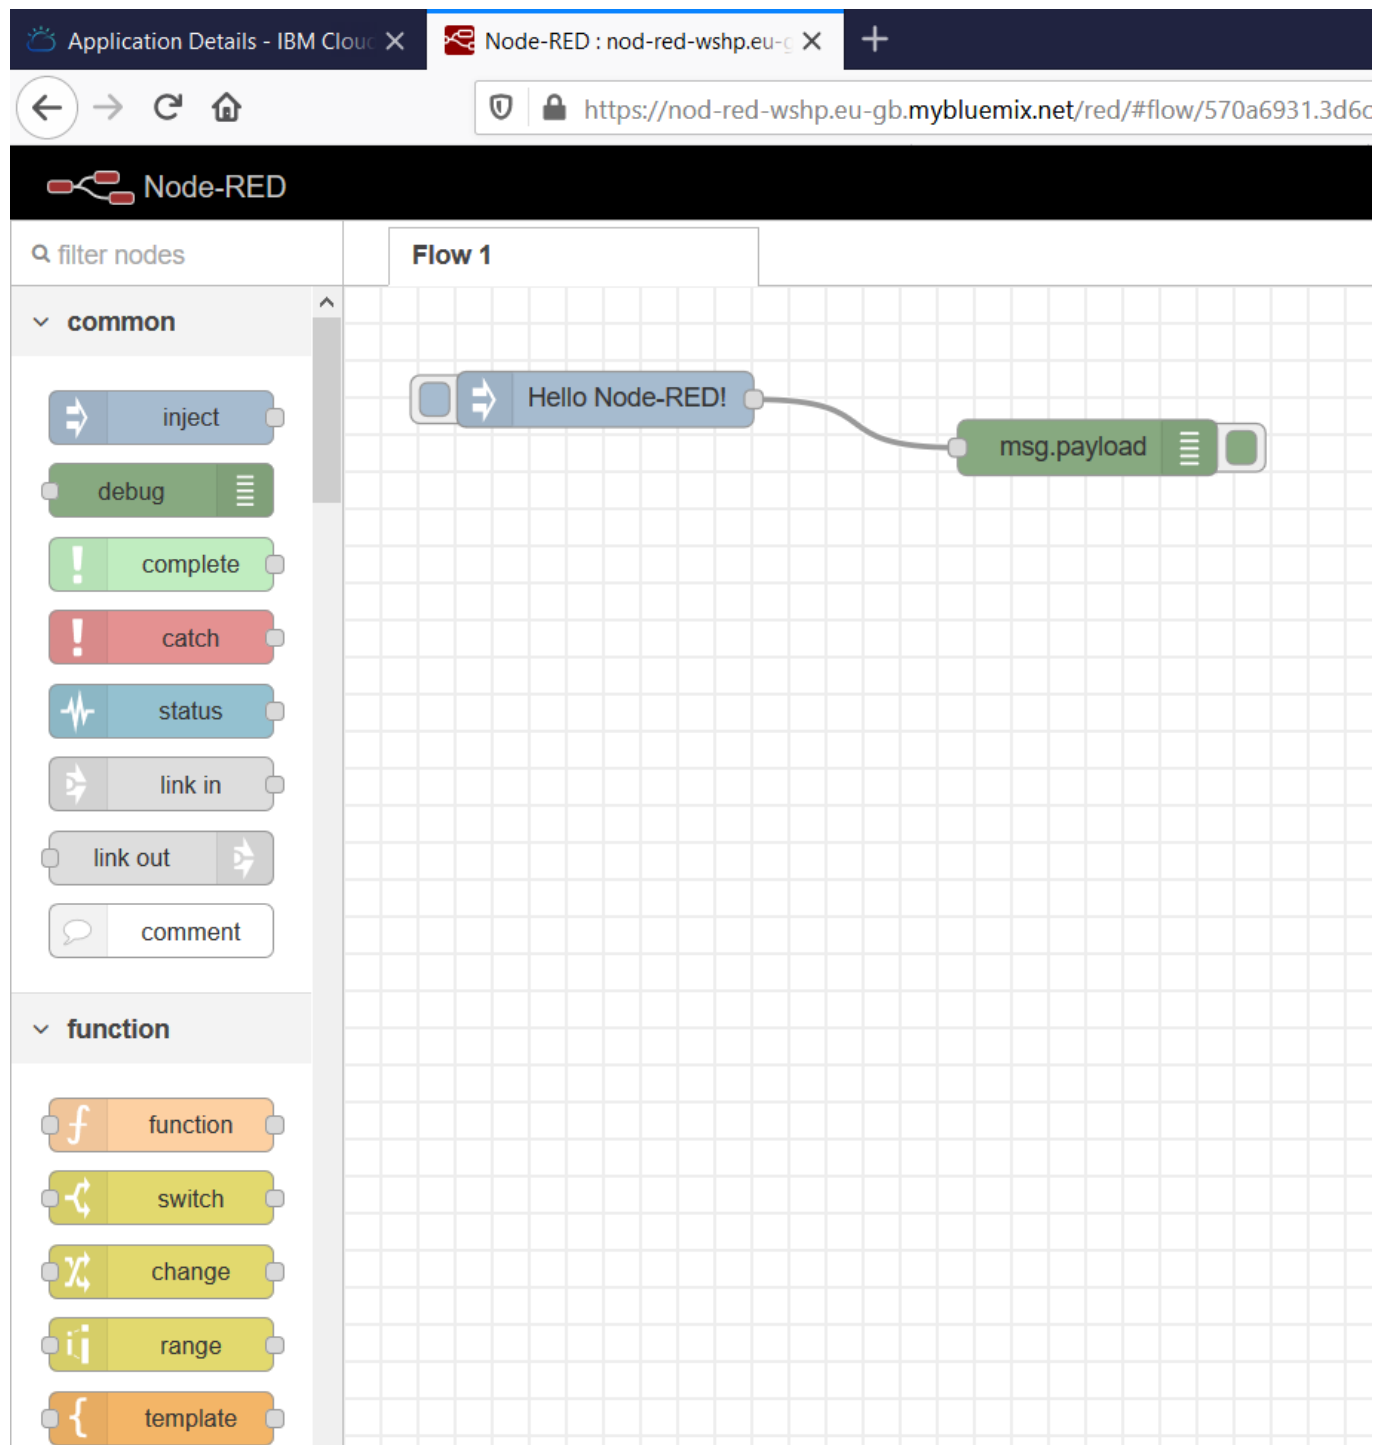 Application Details - IBM Clou
Node-RED : nod-red-wshp.eu-g
https://nod-red-wshp.eu-gb.mybluemix.net/red/#flow/570a6931.3d6c
Node-RED
filter nodes
Flow 1
common
inject
debug
complete
catch
status
link in
link out
comment
function
function
switch
change
range
template
Hello Node-RED!
msg.payload